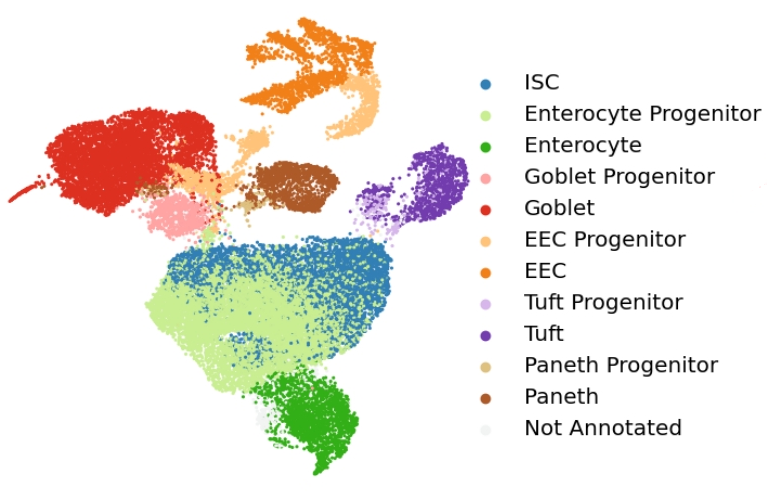 ISC
Enterocyte Progenitor
Enterocyte
Goblet Progenitor
Goblet
EEC Progenitor
EEC
Tuft Progenitor
Tuft
Paneth Progenitor
Paneth
Not Annotated